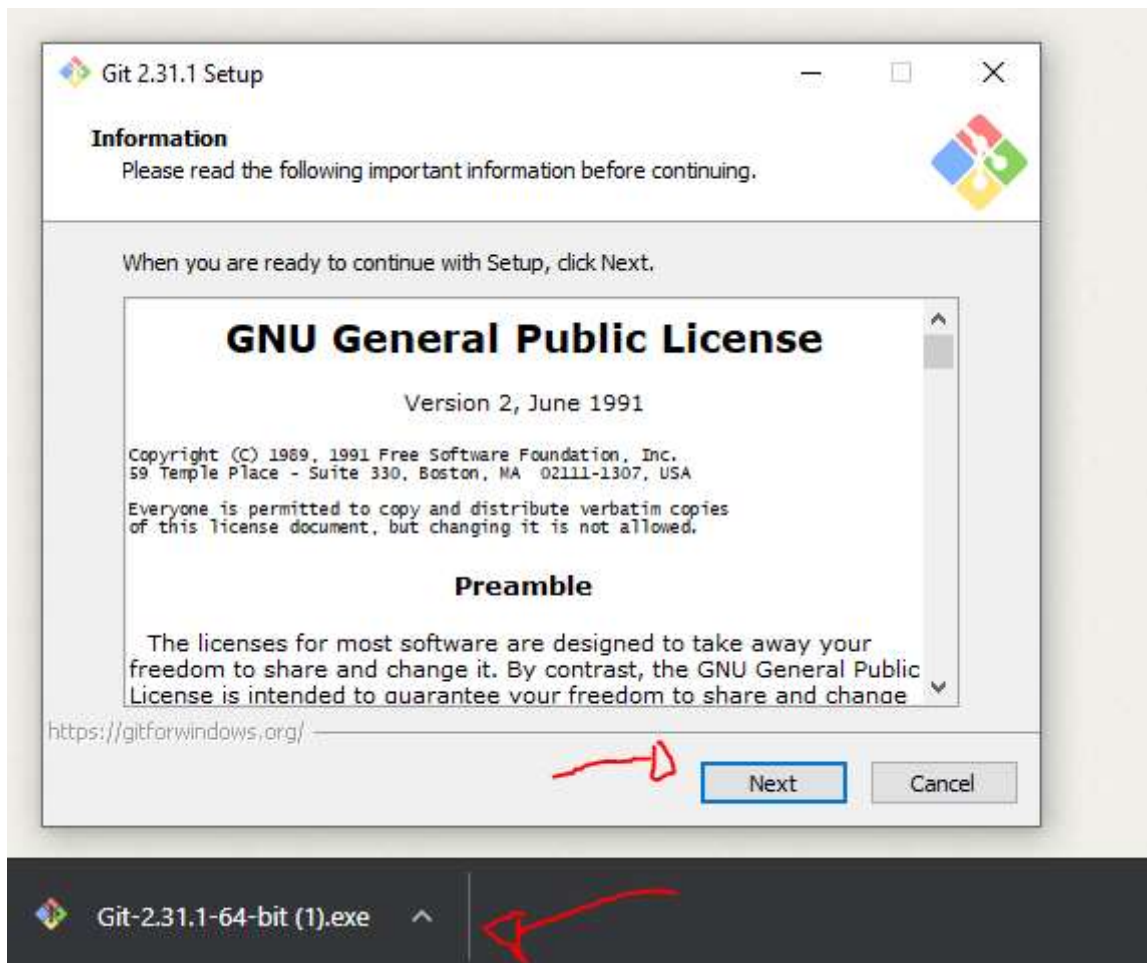 Git 2.31.1 Setup
Information
Please read the following important information before continuing.
When you are ready to continue with Setup, click Next.
GNU General Public License
Version 2, June 1991
Copyright (C) 1989, 1991 Free Software Foundation, Inc.
59 Temple Place - Suite 330, Boston, MA  02111-1307, USA
Everyone is permitted to copy and distribute verbatim copies
of this license document, but changing it is not allowed.
Preamble
The licenses for most software are designed to take away your
freedom to share and change it. By contrast, the GNU General Public
License is intended to guarantee your freedom to share and change
https://gitforwindows.org/
Next
Cancel
Git-2.31.1-64-bit (1).exe